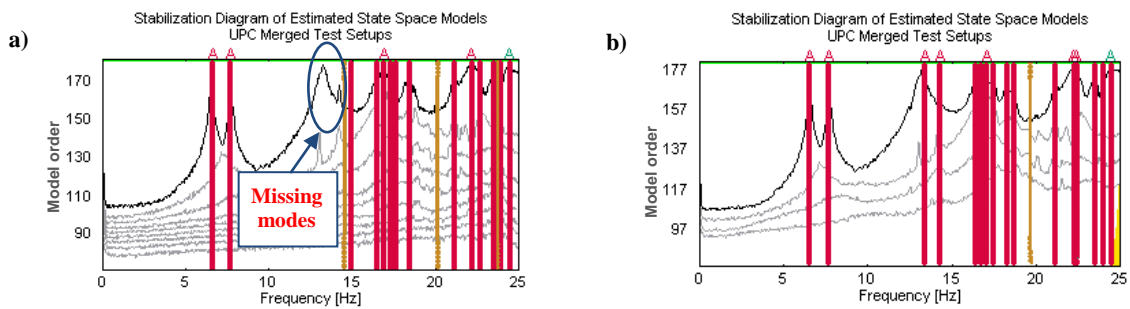 a)
Stabilization Diagram of Estimated State Space Models
UPC Merged Test Setups
Model order
170
150
130
110
90
Missing
modes
0
5
10
15
20
25
Frequency [Hz]
b)
Stabilization Diagram of Estimated State Space Models
UPC Merged Test Setups
Model order
177
157
137
117
97
0
5
10
15
20
25
Frequency [Hz]